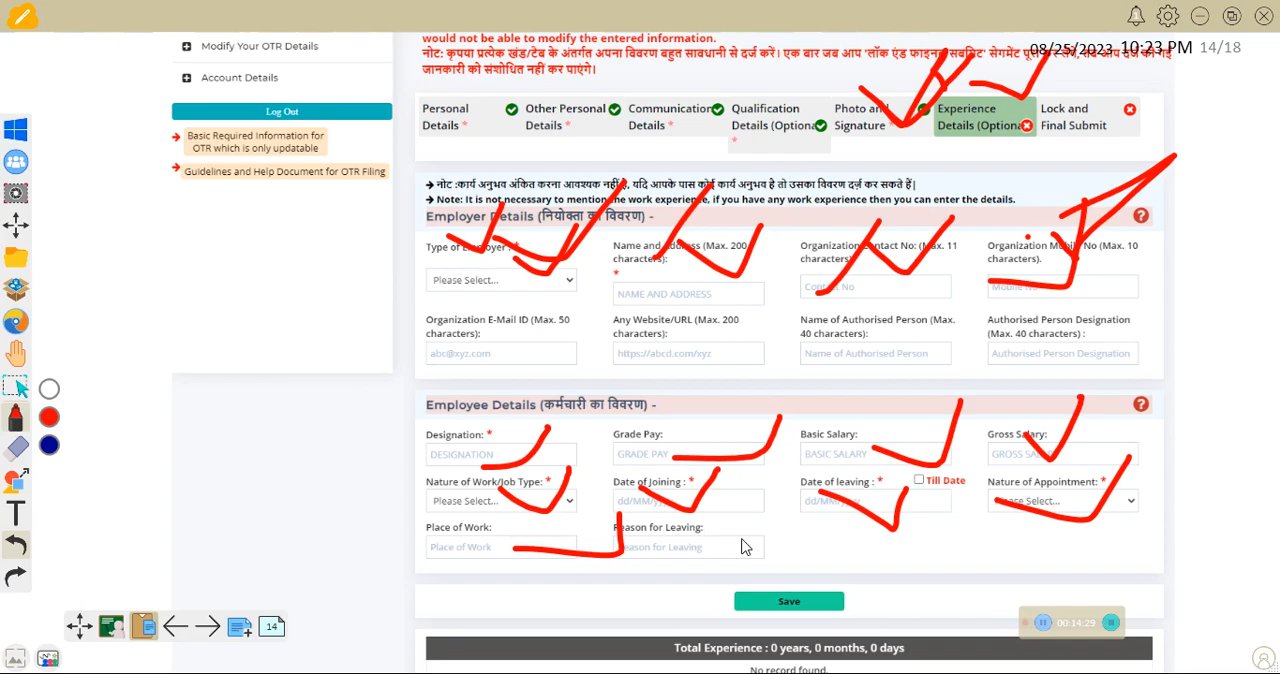 would not be able to modify the entered information.
Modify Your OTR Details
08/25/2023 10:23 PM 14/18
नोट: कृपया प्रत्येक खंड/टैब के अंतर्गत अपना विवरण बहुत सावधानी से दर्ज करें। एक बार जब आप 'लॉक एंड फाइनल सबमिट' सेगमेंट
जानकारी को संशोधित नहीं कर पाएंगे।
Account Details
Log Out
Basic Required Information for
OTR which is only updatable
Guidelines and Help Document for OTR Filing
Personal
Details *
Other Personal
Details *
Communication
Details *
Qualification
Details (Optiona
*
Photo and
Signature *
Experience
Details (Optiona
Lock and
Final Submit
नोट :कार्य अनुभव अंकित करना आवश्यक नहीं है, यदि आपके पास कोई कार्य अनुभव है तो उसका विवरण दर्ज़ कर सकते हैं|
Note: It is not necessary to mention the work experience, if you have any work experience then you can enter the details.
Employer Details (नियोक्ता का विवरण) -
Type of Employer : *
Please Select...
Name and Address (Max. 200
characters):
*
NAME AND ADDRESS
Organization Contact No: (Max. 11
characters):
Contact No
Organization Mobile No (Max. 10
characters).
Mobile No
Organization E-Mail ID (Max. 50
characters):
abc@xyz.com
Any Website/URL (Max. 200
characters):
https://abcd.com/xyz
Name of Authorised Person (Max.
40 characters):
Name of Authorised Person
Authorised Person Designation
(Max. 40 characters) :
Authorised Person Designation
Employee Details (कर्मचारी का विवरण) -
Designation: *
DESIGNATION
Grade Pay:
GRADE PAY
Basic Salary:
BASIC SALARY
Gross Salary:
GROSS SALARY
Nature of Work/Job Type: *
Please Select...
Date of Joining : *
dd/MM/yyyy
Date of leaving : *
Till Date
dd/MM/yyyy
Nature of Appointment: *
Please Select...
Place of Work:
Place of Work
Reason for Leaving:
Reason for Leaving
Save
14
00:14:29
Total Experience : 0 years, 0 months, 0 days
No record found.